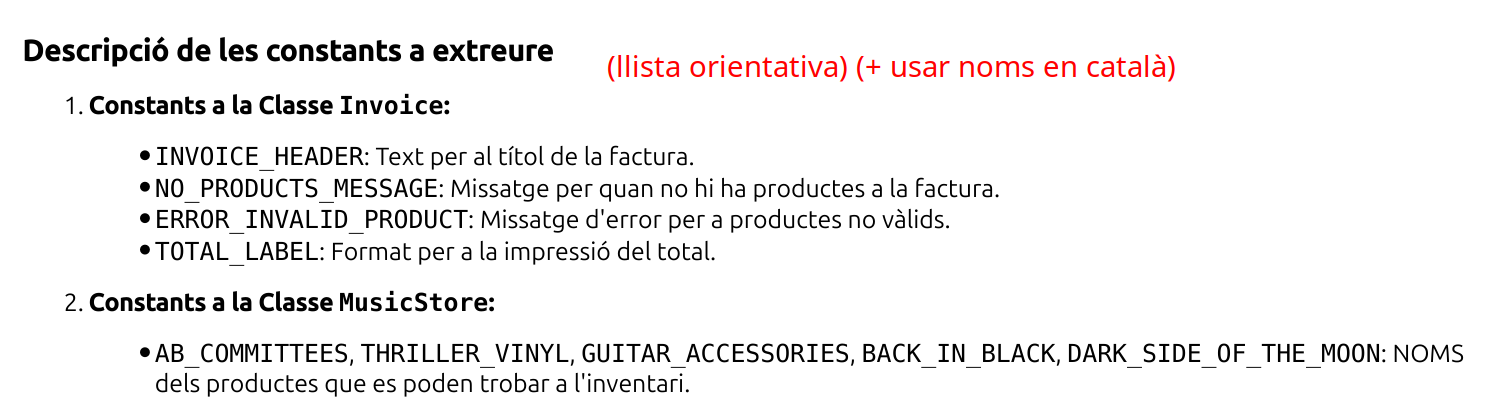 Descripció de les constants a extreure
(llista orientativa) (+ usar noms en català)
1. Constants a la Classe Invoice:
•INVOICE_HEADER: Text per al títol de la factura.
•NO_PRODUCTS_MESSAGE: Missatge per quan no hi ha productes a la factura.
•ERROR_INVALID_PRODUCT: Missatge d'error per a productes no vàlids.
•TOTAL_LABEL: Format per a la impressió del total.
2. Constants a la Classe MusicStore:
•AB_COMMITTEES, THRILLER_VINYL, GUITAR_ACCESSORIES, BACK_IN_BLACK, DARK_SIDE_OF_THE_MOON: NOMS
dels productes que es poden trobar a l'inventari.